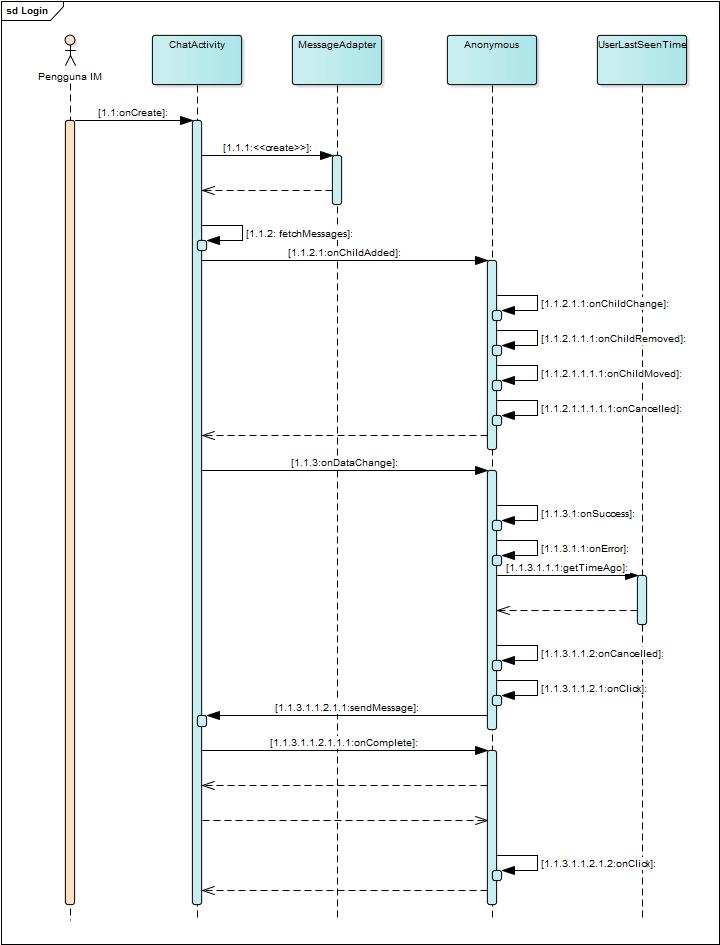 sd Login
ChatActivity
MessageAdapter
Anonymous
UserLastSeenTime
Pengguna IM
[1.1:onCreate]:
[1.1.1:<<create>>]:
[1.1.2: fetchMessages]:
[1.1.2.1:onChildAdded]:
[1.1.2.1.1:onChildChange]:
[1.1.2.1.1.1:onChildRemoved]:
[1.1.2.1.1.1.1:onChildMoved]:
[1.1.2.1.1.1.1.1:onCancelled]:
[1.1.3:onDataChange]:
[1.1.3.1:onSuccess]:
[1.1.3.1.1:onError]:
[1.1.3.1.1.1:getTimeAgo]:
[1.1.3.1.1.2:onCancelled]:
[1.1.3.1.1.2.1:onClick]:
[1.1.3.1.1.2.1.1:sendMessage]:
[1.1.3.1.1.2.1.1.1:onComplete]:
[1.1.3.1.1.2.1.2:onClick]: